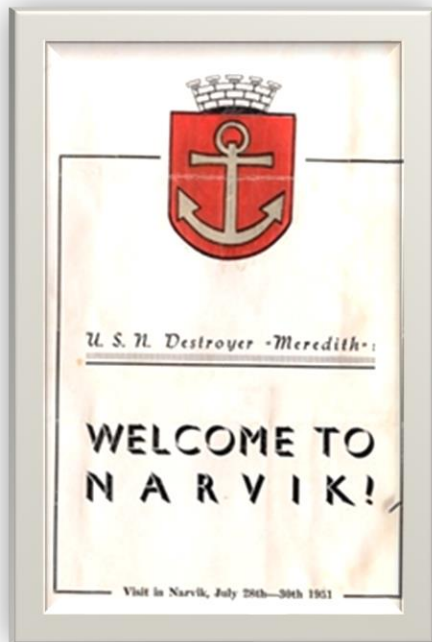 U. S. N. Destroyer »Meredith«:
WELCOME TO
NARVIK!
Visit in Narvik, July 28th—30th 1951